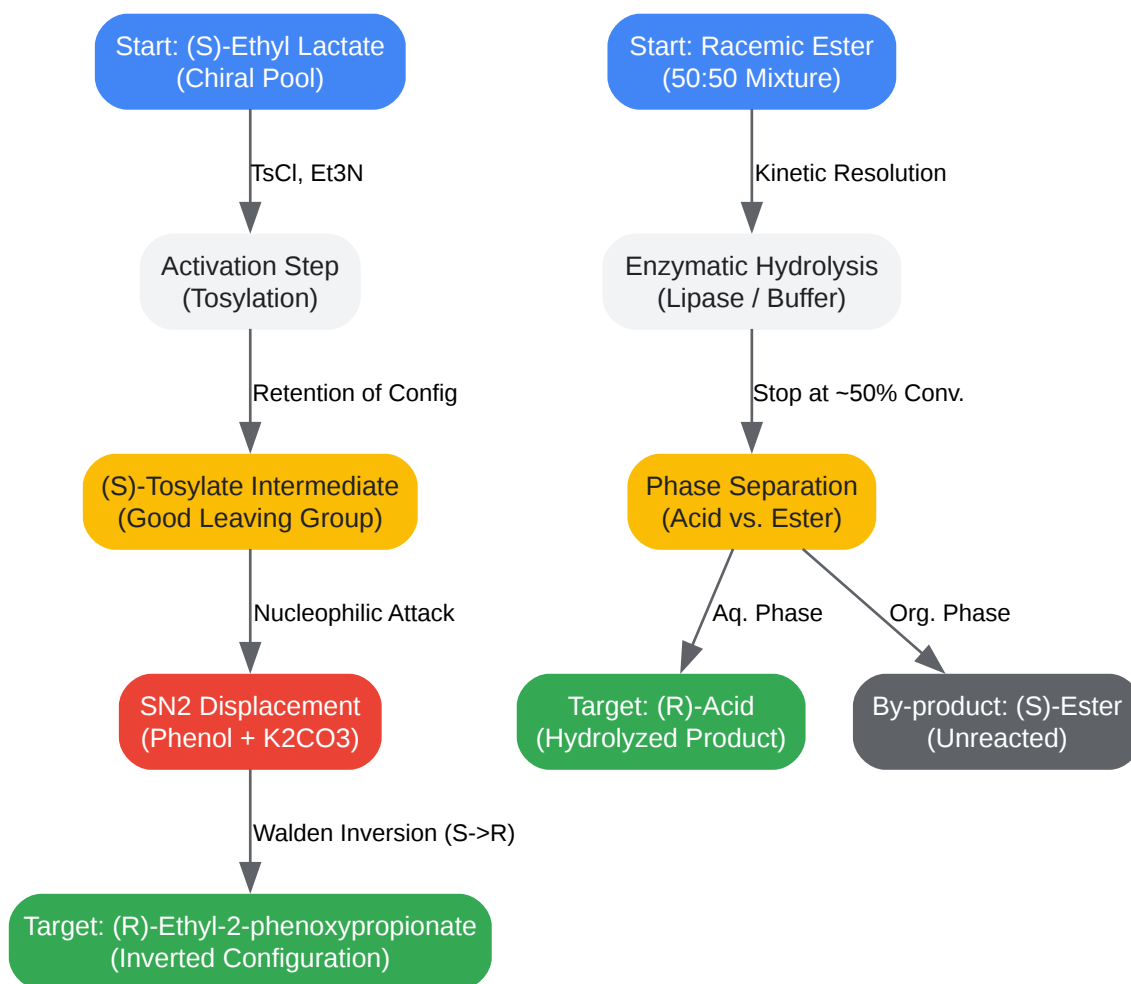 Start: (S)-Ethyl Lactate
(Chiral Pool)
TsCl, Et3N
Activation Step
(Tosylation)
Retention of Config
(S)-Tosylate Intermediate
(Good Leaving Group)
Nucleophilic Attack
SN2 Displacement
(Phenol + K2CO3)
Walden Inversion (S->R)
Target: (R)-Ethyl-2-phenoxypropionate
(Inverted Configuration)
Start: Racemic Ester
(50:50 Mixture)
Kinetic Resolution
Enzymatic Hydrolysis
(Lipase / Buffer)
Stop at ~50% Conv.
Phase Separation
(Acid vs. Ester)
Aq. Phase
Org. Phase
Target: (R)-Acid
(Hydrolyzed Product)
By-product: (S)-Ester
(Unreacted)